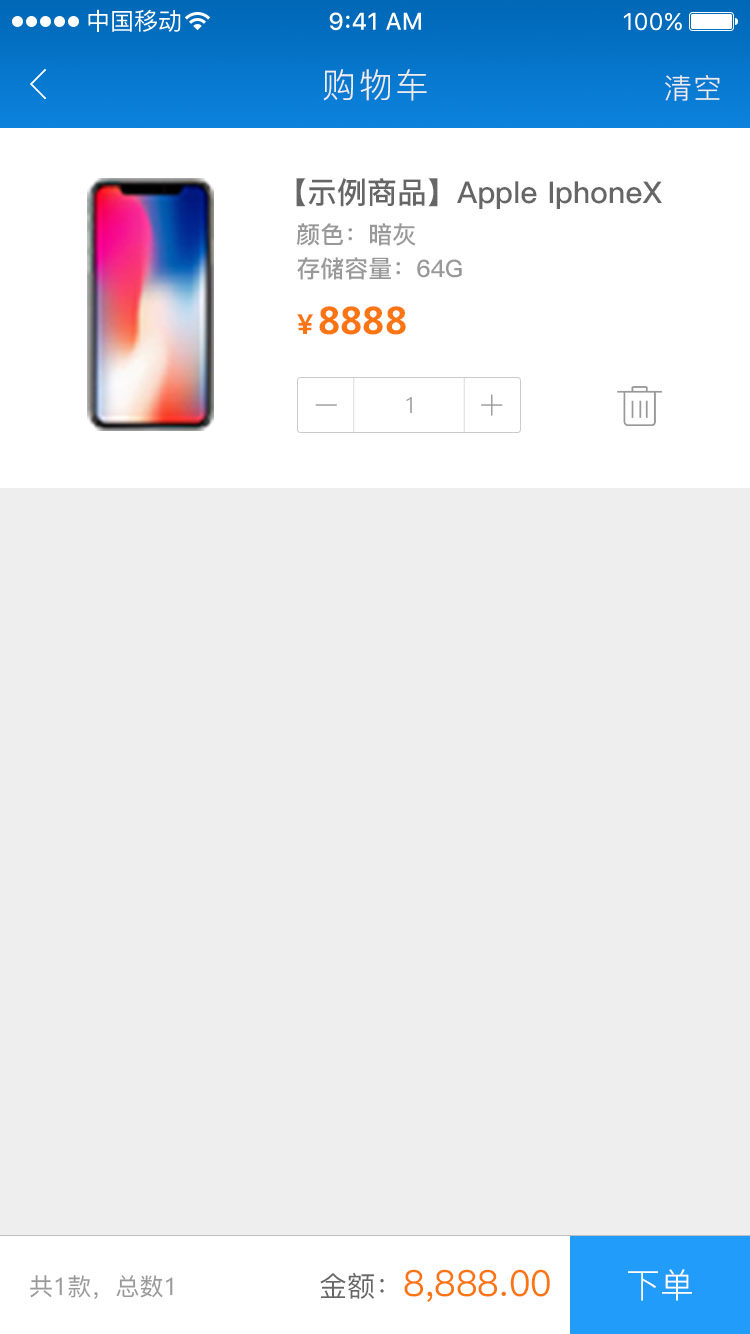 中国移动 9:41 AM 100%
购物车 清空
【示例商品】Apple IphoneX
颜色：暗灰
存储容量：64G
¥8888
1
共1款，总数1 金额：8,888.00 下单